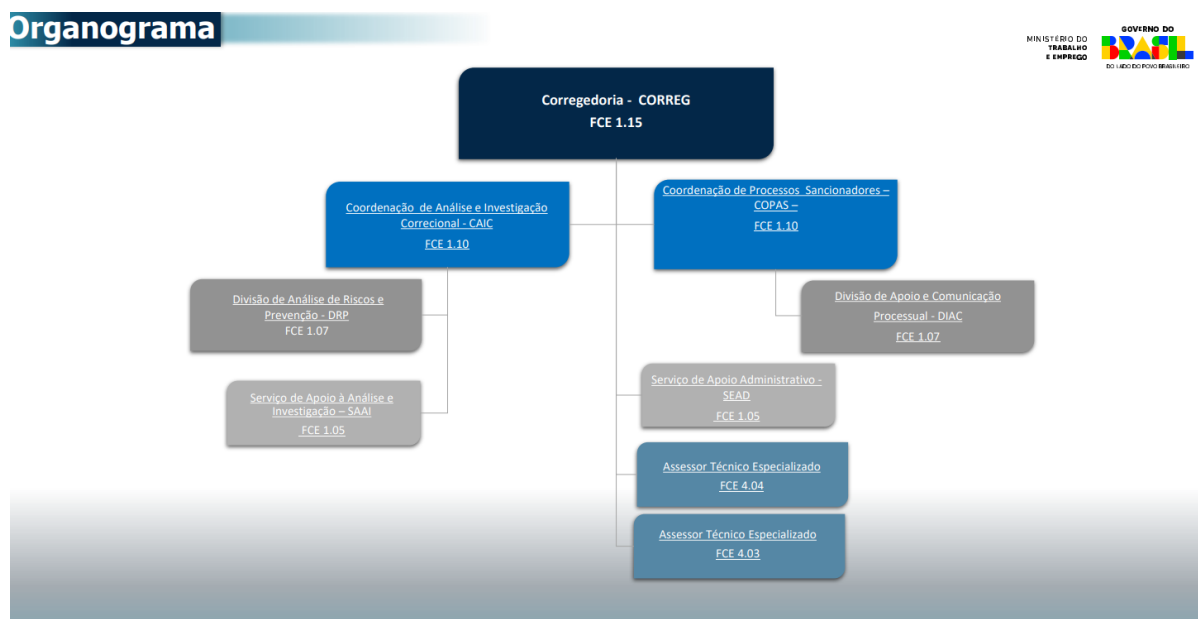 Organograma
MINISTÉRIO DO
TRABALHO
E EMPREGO
GOVERNO DO
BRASIL
DO LADO DO POVO BRASILEIRO
Corregedoria - CORREG
FCE 1.15
Coordenação de Análise e Investigação
Correcional - CAIC
FCE 1.10
Coordenação de Processos Sancionadores –
COPAS –
FCE 1.10
Divisão de Análise de Riscos e
Prevenção - DRP
FCE 1.07
Divisão de Apoio e Comunicação
Processual - DIAC
FCE 1.07
Serviço de Apoio à Análise e
Investigação – SAAI
FCE 1.05
Serviço de Apoio Administrativo -
SEAD
FCE 1.05
Assessor Técnico Especializado
FCE 4.04
Assessor Técnico Especializado
FCE 4.03